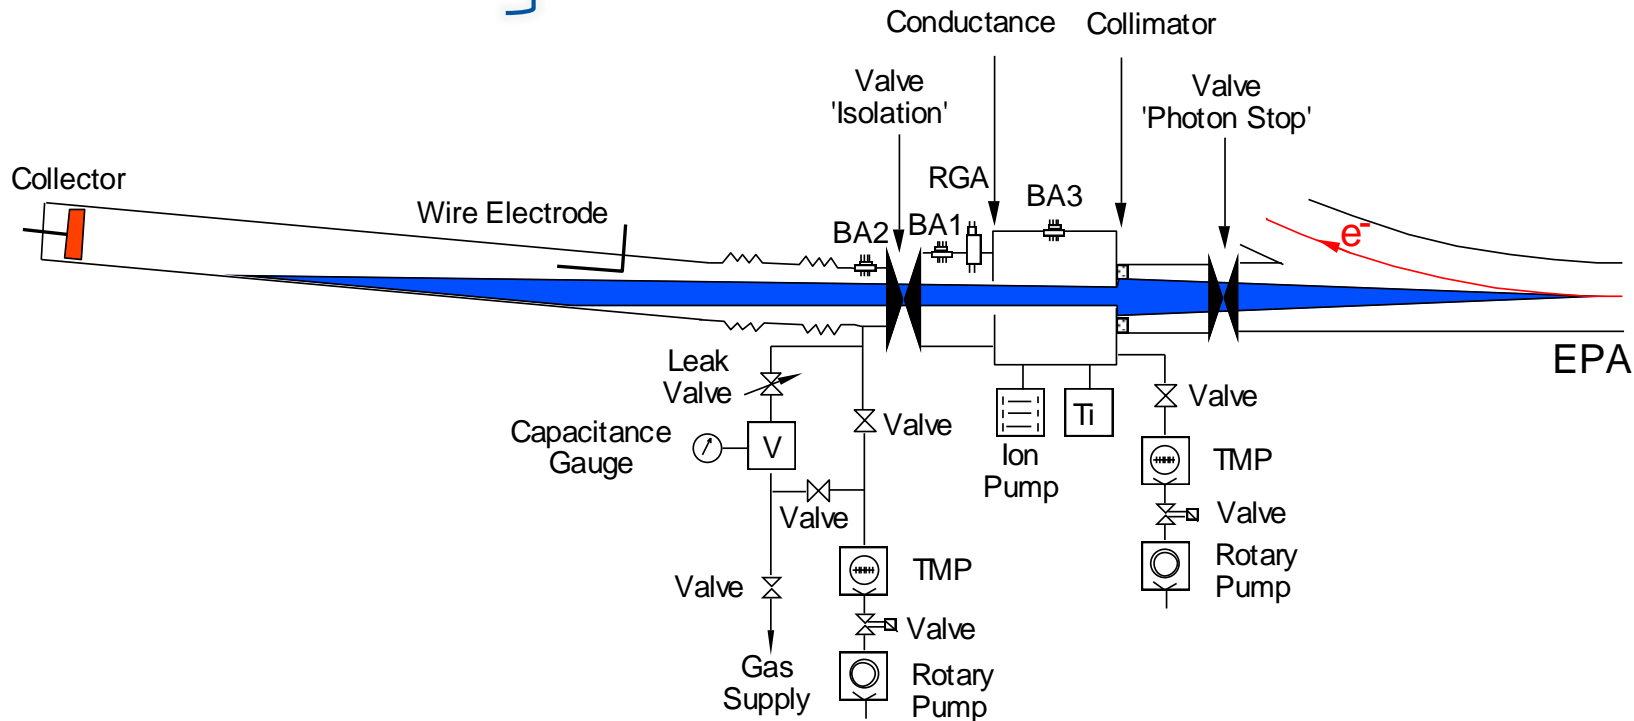 Conductance
Collimator
Valve
'Isolation'
Valve
'Photon Stop'
Collector
Wire Electrode
RGA
BA3
BA2
BA1
e-
EPA
Leak
Valve
Capacitance
Gauge
V
Valve
Valve
Ion
Pump
Ti
Valve
TMP
Valve
Rotary
Pump
Valve
TMP
Valve
Gas
Supply
Rotary
Pump